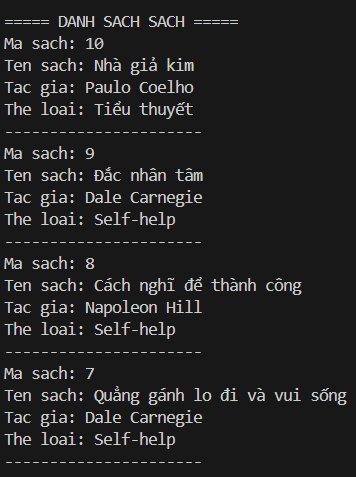 ===== DANH SACH SACH =====
Ma sach: 10
Ten sach: Nhà giả kim
Tac gia: Paulo Coelho
The loai: Tiểu thuyết
----------------------
Ma sach: 9
Ten sach: Đắc nhân tâm
Tac gia: Dale Carnegie
The loai: Self-help
----------------------
Ma sach: 8
Ten sach: Cách nghĩ để thành công
Tac gia: Napoleon Hill
The loai: Self-help
----------------------
Ma sach: 7
Ten sach: Quẳng gánh lo đi và vui sống
Tac gia: Dale Carnegie
The loai: Self-help
----------------------